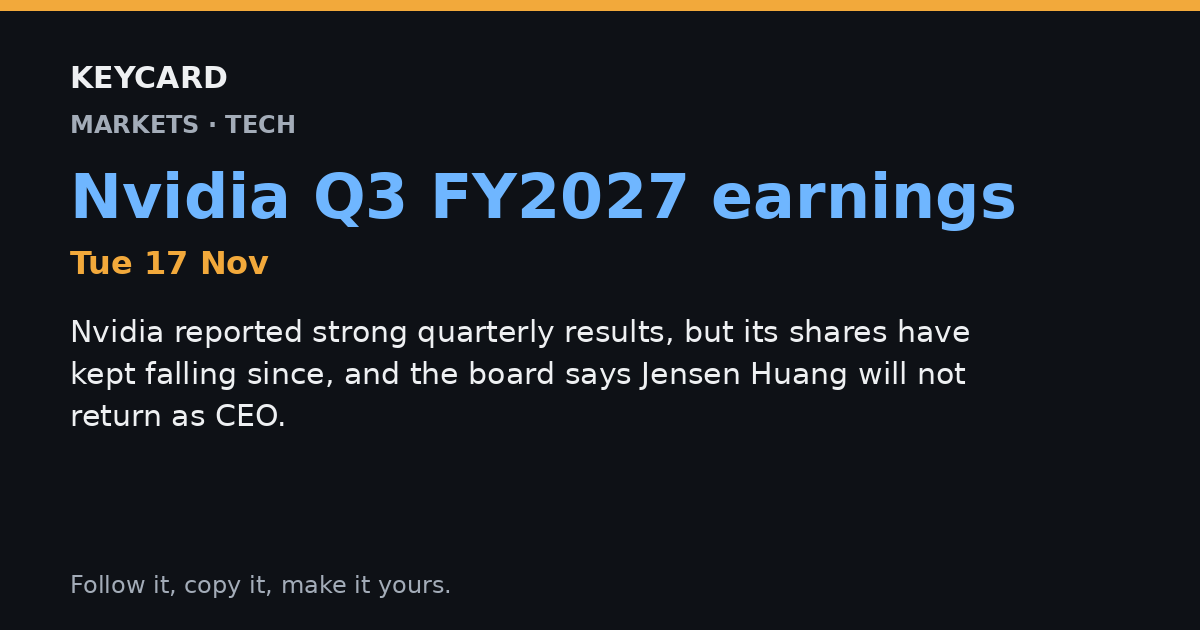 KEYCARD
MARKETS · TECH
Nvidia Q3 FY2027 earnings
Tue 17 Nov
Nvidia reported strong quarterly results, but its shares have
kept falling since, and the board says Jensen Huang will not
return as CEO.
Follow it, copy it, make it yours.